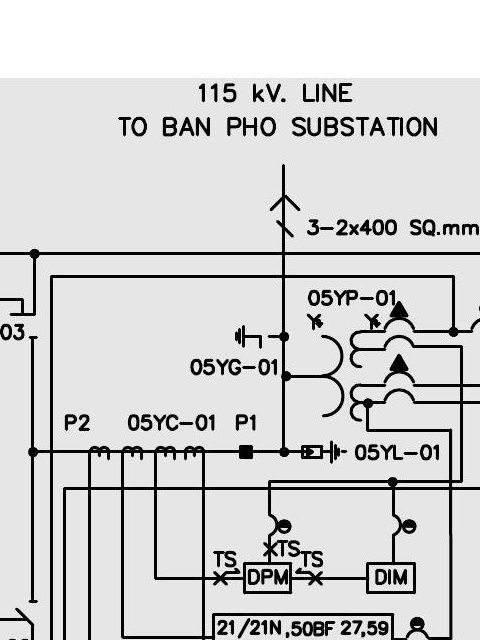 115 kV. LINE
TO BAN PHO SUBSTATION
3-2x400 SQ.mm
05YP-01
03
05YG-01
P2 05YC-01 P1
05YL-01
TS TS TS
DPM DIM
21/21N,50BF 27,59